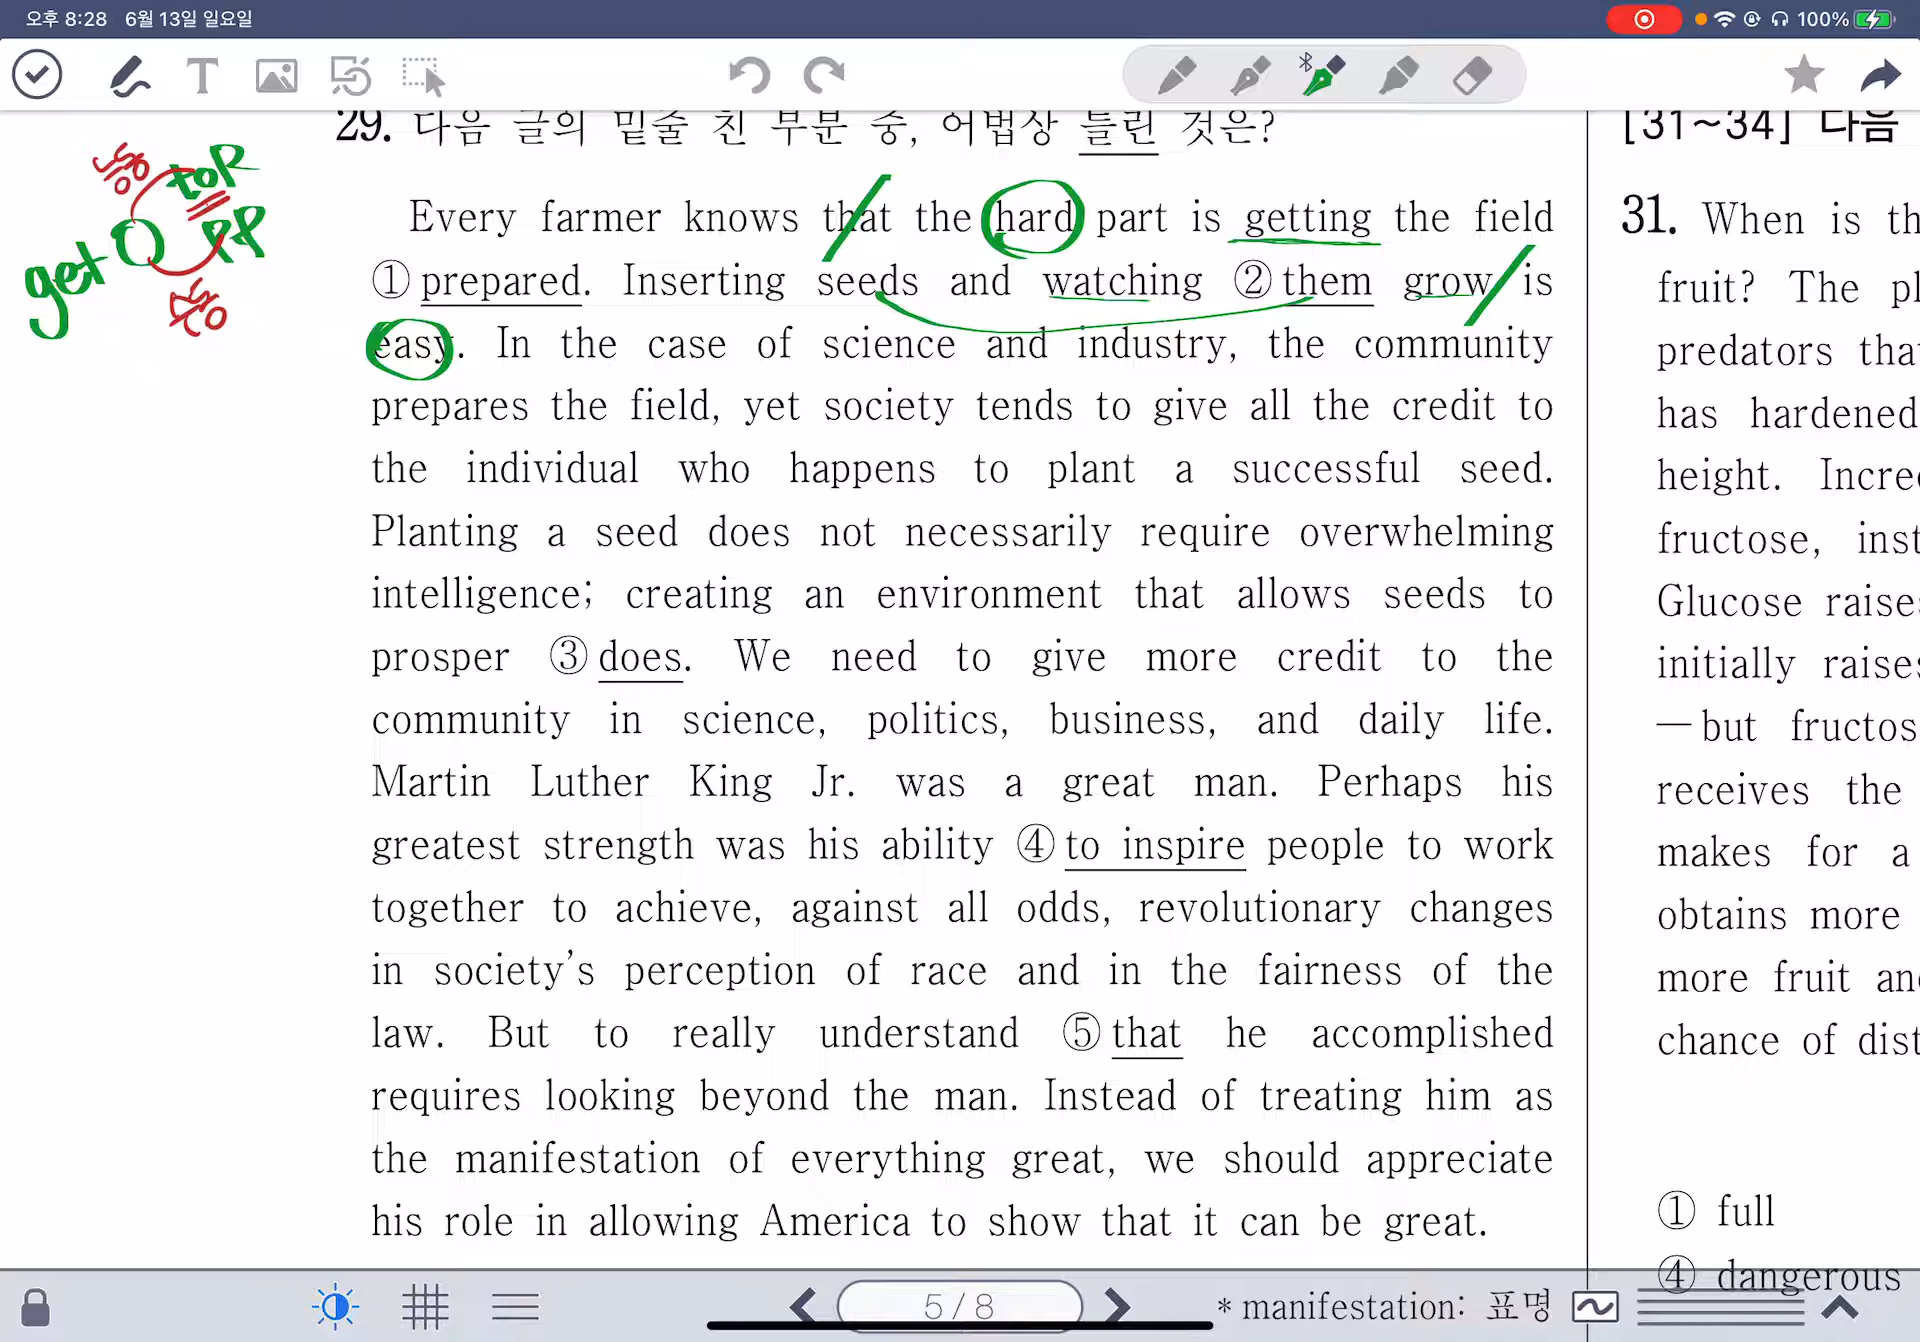 오후 8:28 6월 13일 일요일 100%
29. 다음 글의 밑줄 친 부분 중, 어법상 틀린 것은?
능동 toR
get O PP
수동
Every farmer knows that the hard part is getting the field
① prepared. Inserting seeds and watching ② them grow is
easy. In the case of science and industry, the community
prepares the field, yet society tends to give all the credit to
the individual who happens to plant a successful seed.
Planting a seed does not necessarily require overwhelming
intelligence; creating an environment that allows seeds to
prosper ③ does. We need to give more credit to the
community in science, politics, business, and daily life.
Martin Luther King Jr. was a great man. Perhaps his
greatest strength was his ability ④ to inspire people to work
together to achieve, against all odds, revolutionary changes
in society's perception of race and in the fairness of the
law. But to really understand ⑤ that he accomplished
requires looking beyond the man. Instead of treating him as
the manifestation of everything great, we should appreciate
his role in allowing America to show that it can be great.
* manifestation: 표명
[31~34] 다음
31. When is th
fruit? The pl
predators tha
has hardened
height. Incre
fructose, inst
Glucose raise
initially raise
—but fructos
receives the
makes for a
obtains more
more fruit an
chance of dist
① full
④ dangerous
5 / 8